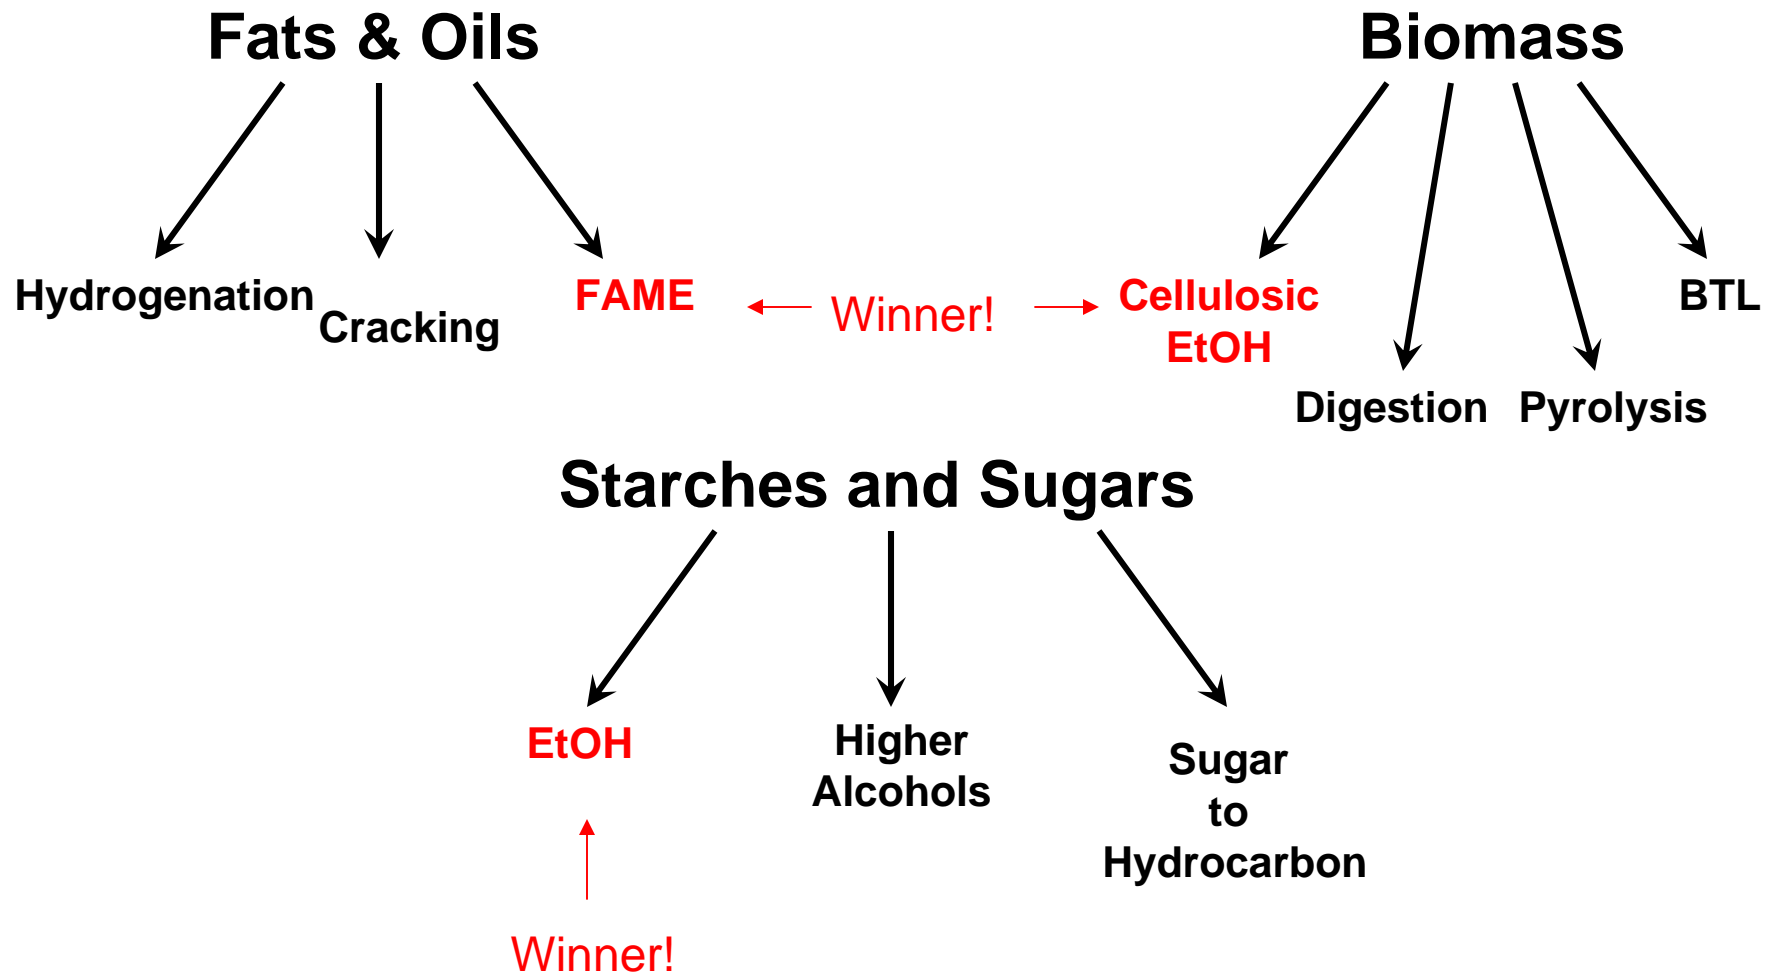 Fats & Oils
Biomass
Hydrogenation
Cracking
FAME
Winner!
Cellulosic
EtOH
BTL
Digestion
Pyrolysis
Starches and Sugars
EtOH
Higher
Alcohols
Sugar
to
Hydrocarbon
Winner!